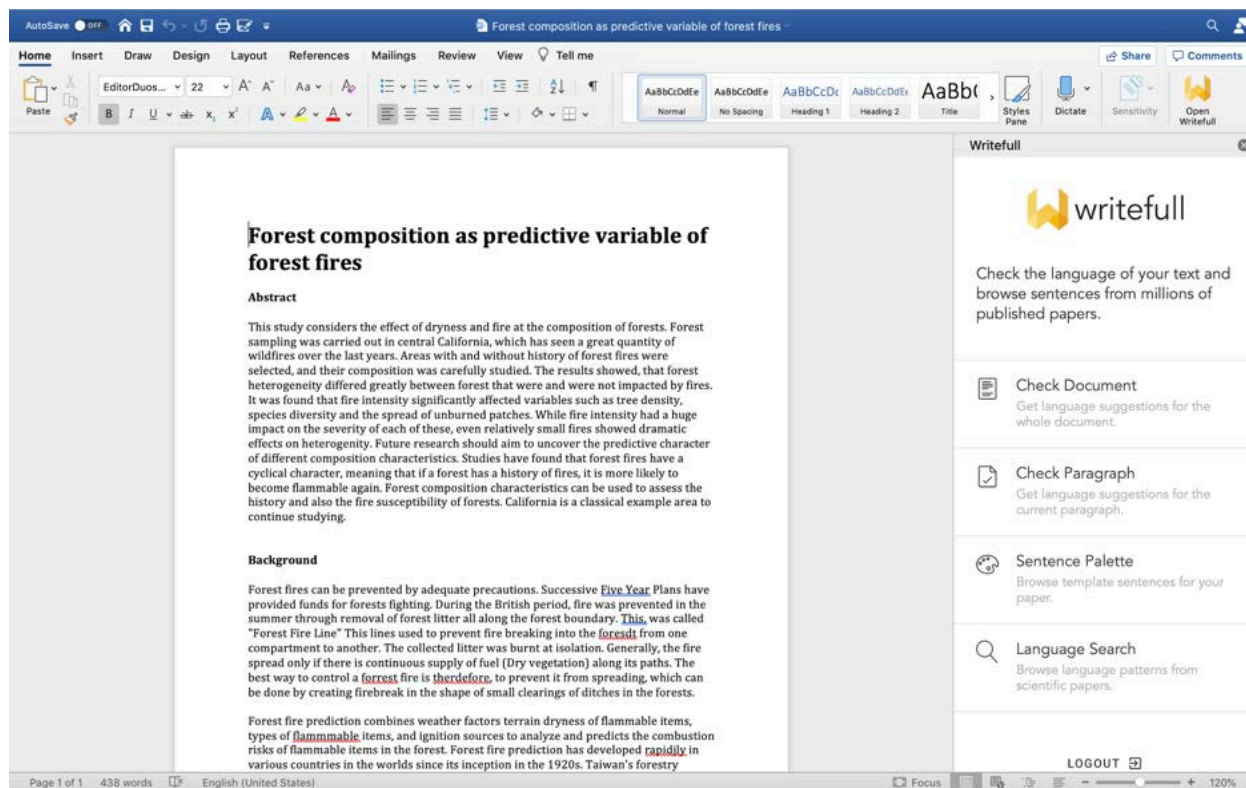 AutoSave OFF
Forest composition as predictive variable of forest fires
Home Insert Draw Design Layout References Mailings Review View Tell me
Share Comments
Paste
EditorDuos... 22
AaBbCcDdEe Normal
AaBbCcDdEe No Spacing
AaBbCcDc Heading 1
AaBbCcDdEe Heading 2
AaBb( Title
Styles Pane
Dictate
Sensitivity
Open Writefull
Forest composition as predictive variable of
forest fires
Abstract
This study considers the effect of dryness and fire at the composition of forests. Forest
sampling was carried out in central California, which has seen a great quantity of
wildfires over the last years. Areas with and without history of forest fires were
selected, and their composition was carefully studied. The results showed, that forest
heterogeneity differed greatly between forest that were and were not impacted by fires.
It was found that fire intensity significantly affected variables such as tree density,
species diversity and the spread of unburned patches. While fire intensity had a huge
impact on the severity of each of these, even relatively small fires showed dramatic
effects on heterogenity. Future research should aim to uncover the predictive character
of different composition characteristics. Studies have found that forest fires have a
cyclical character, meaning that if a forest has a history of fires, it is more likely to
become flammable again. Forest composition characteristics can be used to assess the
history and also the fire susceptibility of forests. California is a classical example area to
continue studying.
Background
Forest fires can be prevented by adequate precautions. Successive Five Year Plans have
provided funds for forests fighting. During the British period, fire was prevented in the
summer through removal of forest litter all along the forest boundary. This, was called
"Forest Fire Line" This lines used to prevent fire breaking into the foresdt from one
compartment to another. The collected litter was burnt at isolation. Generally, the fire
spread only if there is continuous supply of fuel (Dry vegetation) along its paths. The
best way to control a forrest fire is therdefore, to prevent it from spreading, which can
be done by creating firebreak in the shape of small clearings of ditches in the forests.
Forest fire prediction combines weather factors terrain dryness of flammable items,
types of flammmable items, and ignition sources to analyze and predicts the combustion
risks of flammable items in the forest. Forest fire prediction has developed rapidjly in
various countries in the worlds since its inception in the 1920s. Taiwan's forestry
Writefull
writefull
Check the language of your text and
browse sentences from millions of
published papers.
Check Document
Get language suggestions for the
whole document.
Check Paragraph
Get language suggestions for the
current paragraph.
Sentence Palette
Browse template sentences for your
paper.
Language Search
Browse language patterns from
scientific papers.
LOGOUT
Page 1 of 1 438 words English (United States)
Focus 120%